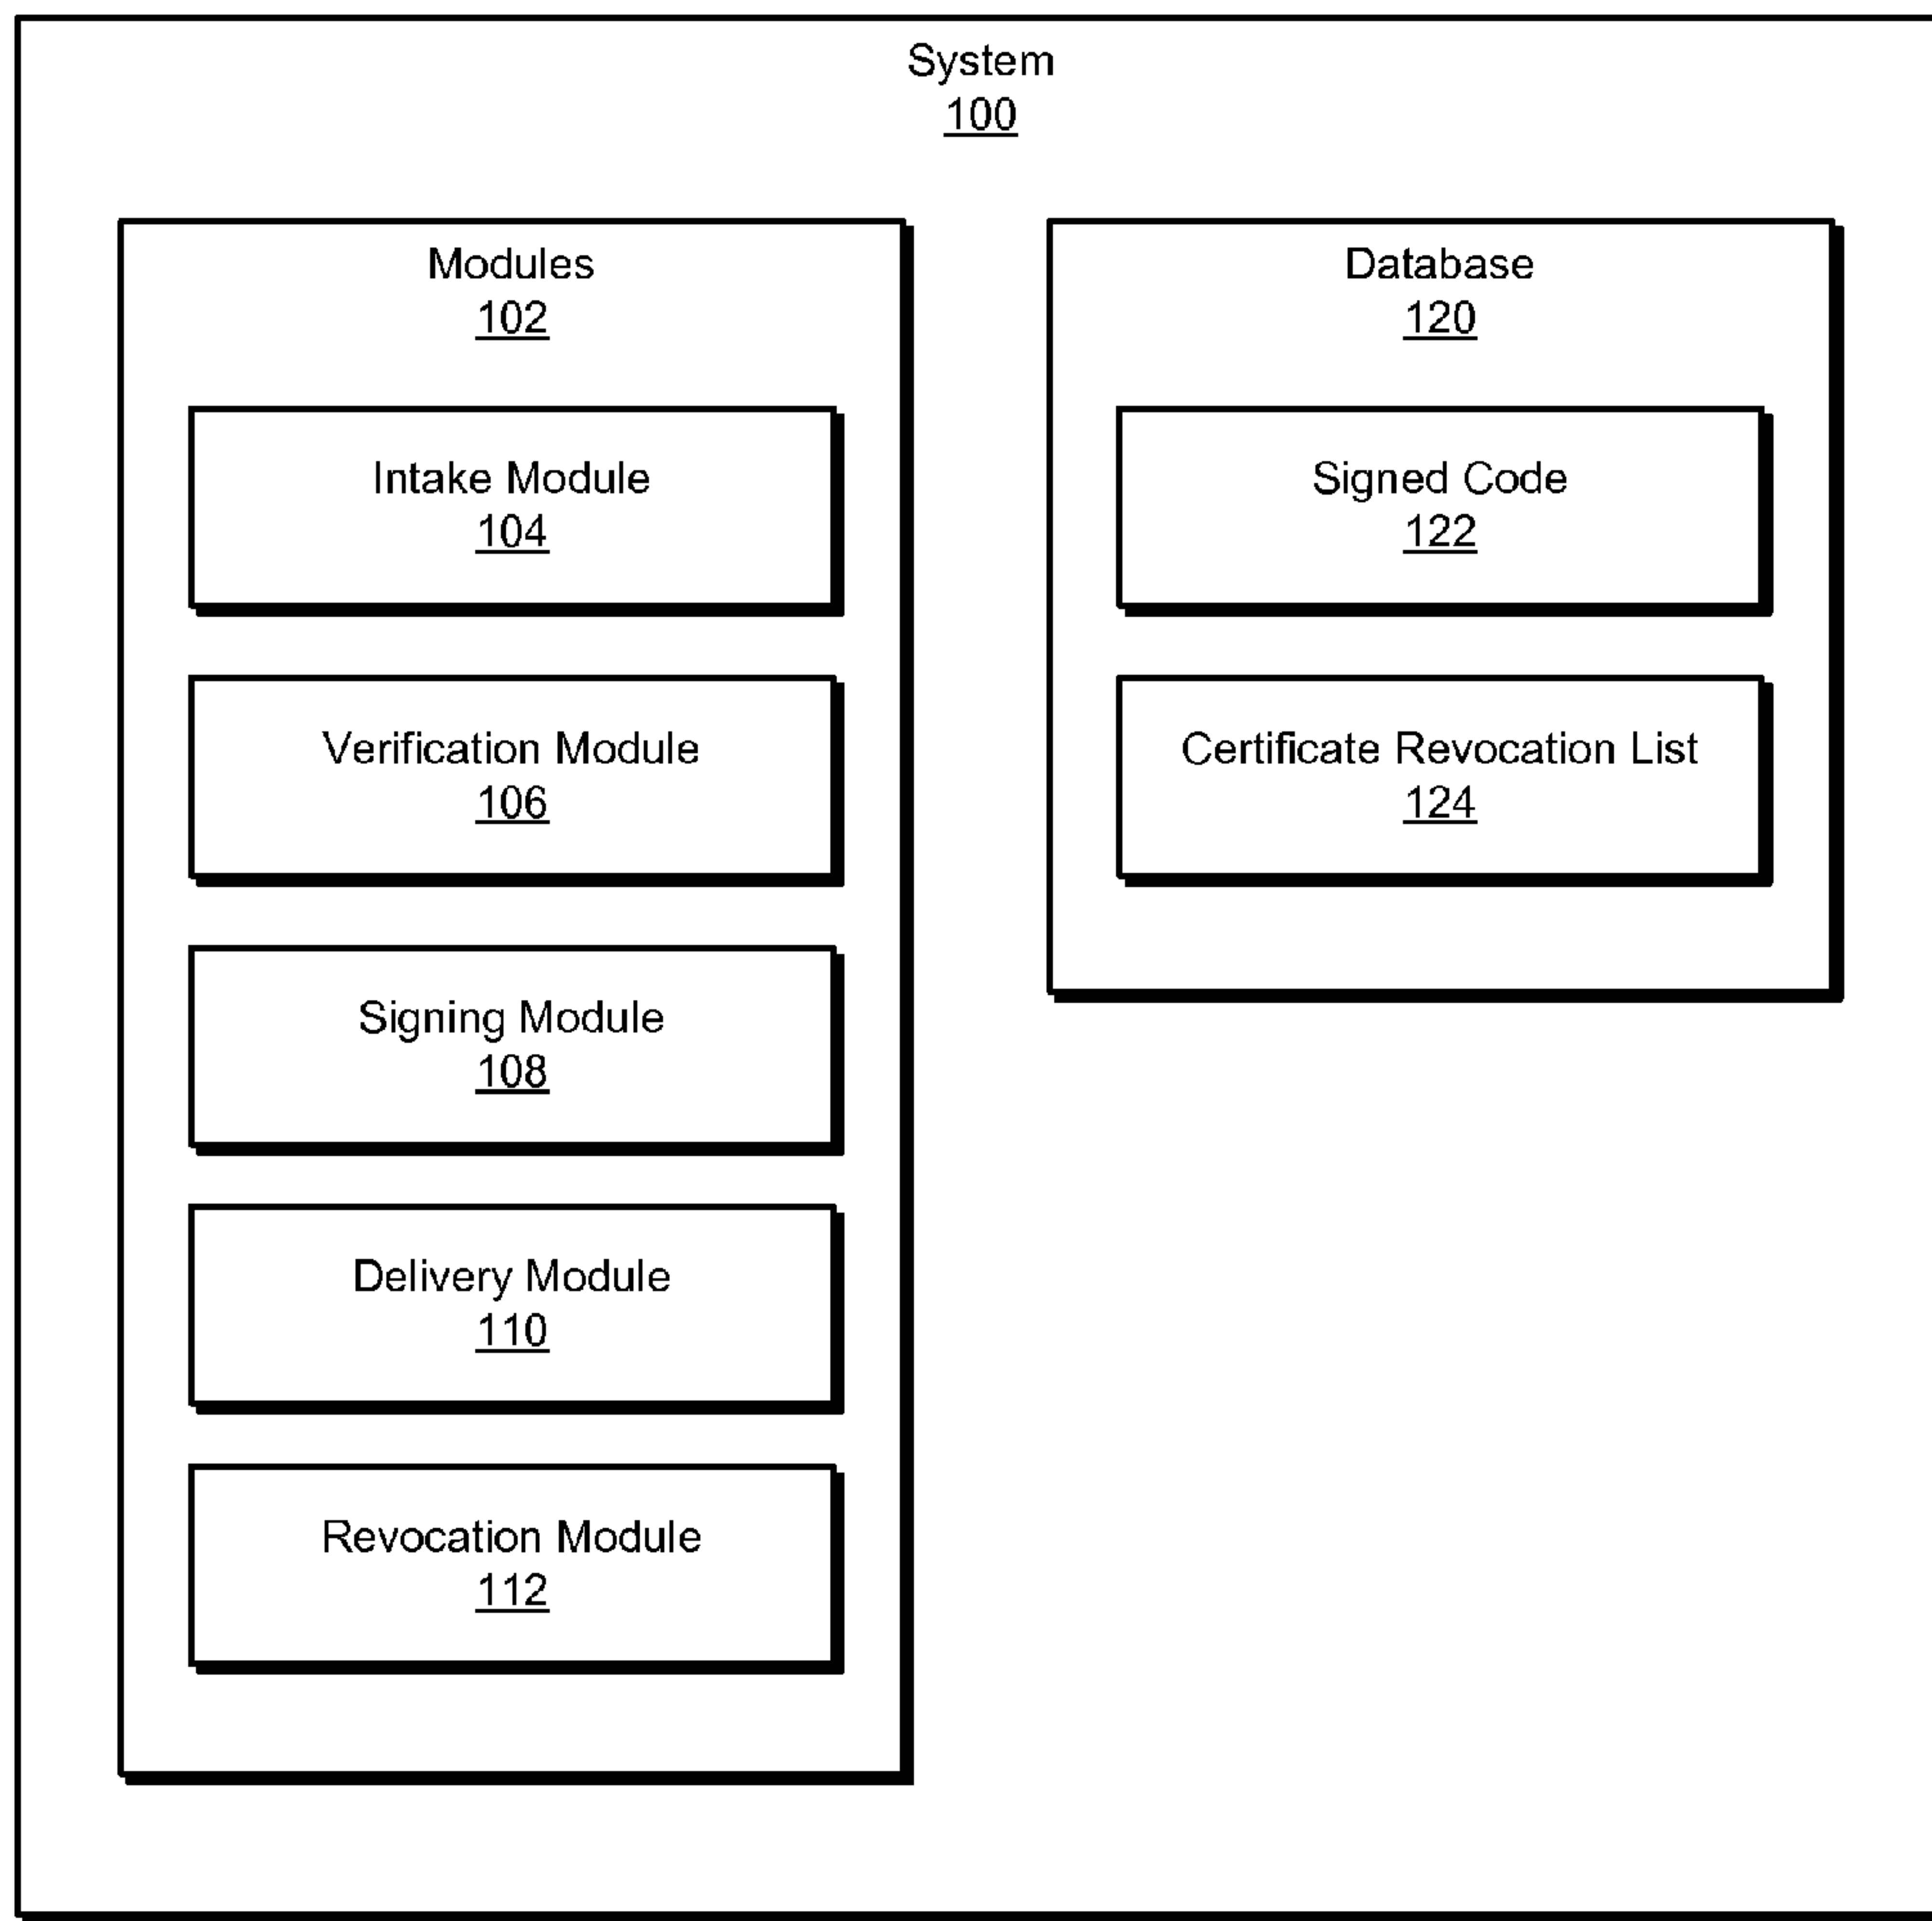 System
100
Modules
102
Intake Module
104
Verification Module
106
Signing Module
108
Delivery Module
110
Revocation Module
112
Database
120
Signed Code
122
Certificate Revocation List
124